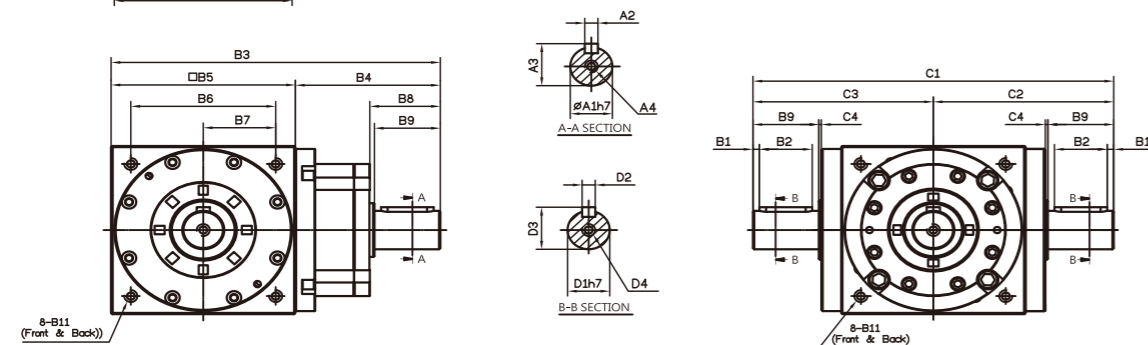 B3
□B5
B4
B6
B8
B7
B9
A
A
8-B11
(Front & Back))
A2
A3
A4
ØA1h7
A-A SECTION
D2
D3
D4
D1h7
B-B SECTION
C1
C3
C2
B9
C4
C4
B9
B1
B2
B2
B1
B
B
B
B
8-B11
(Front & Back)